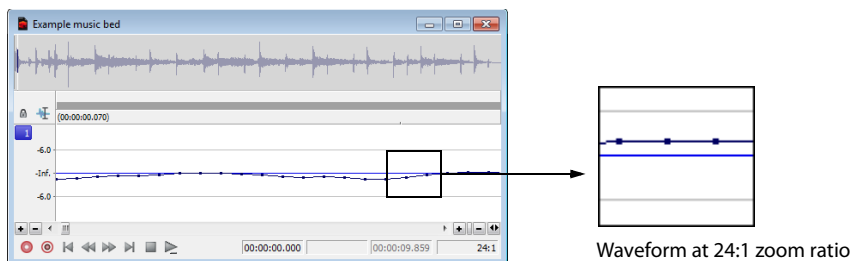 Example music bed
(00:00:00.070)
1
-6.0
-Inf.
-6.0
00:00:00.000
00:00:09.859
24:1
Waveform at 24:1 zoom ratio